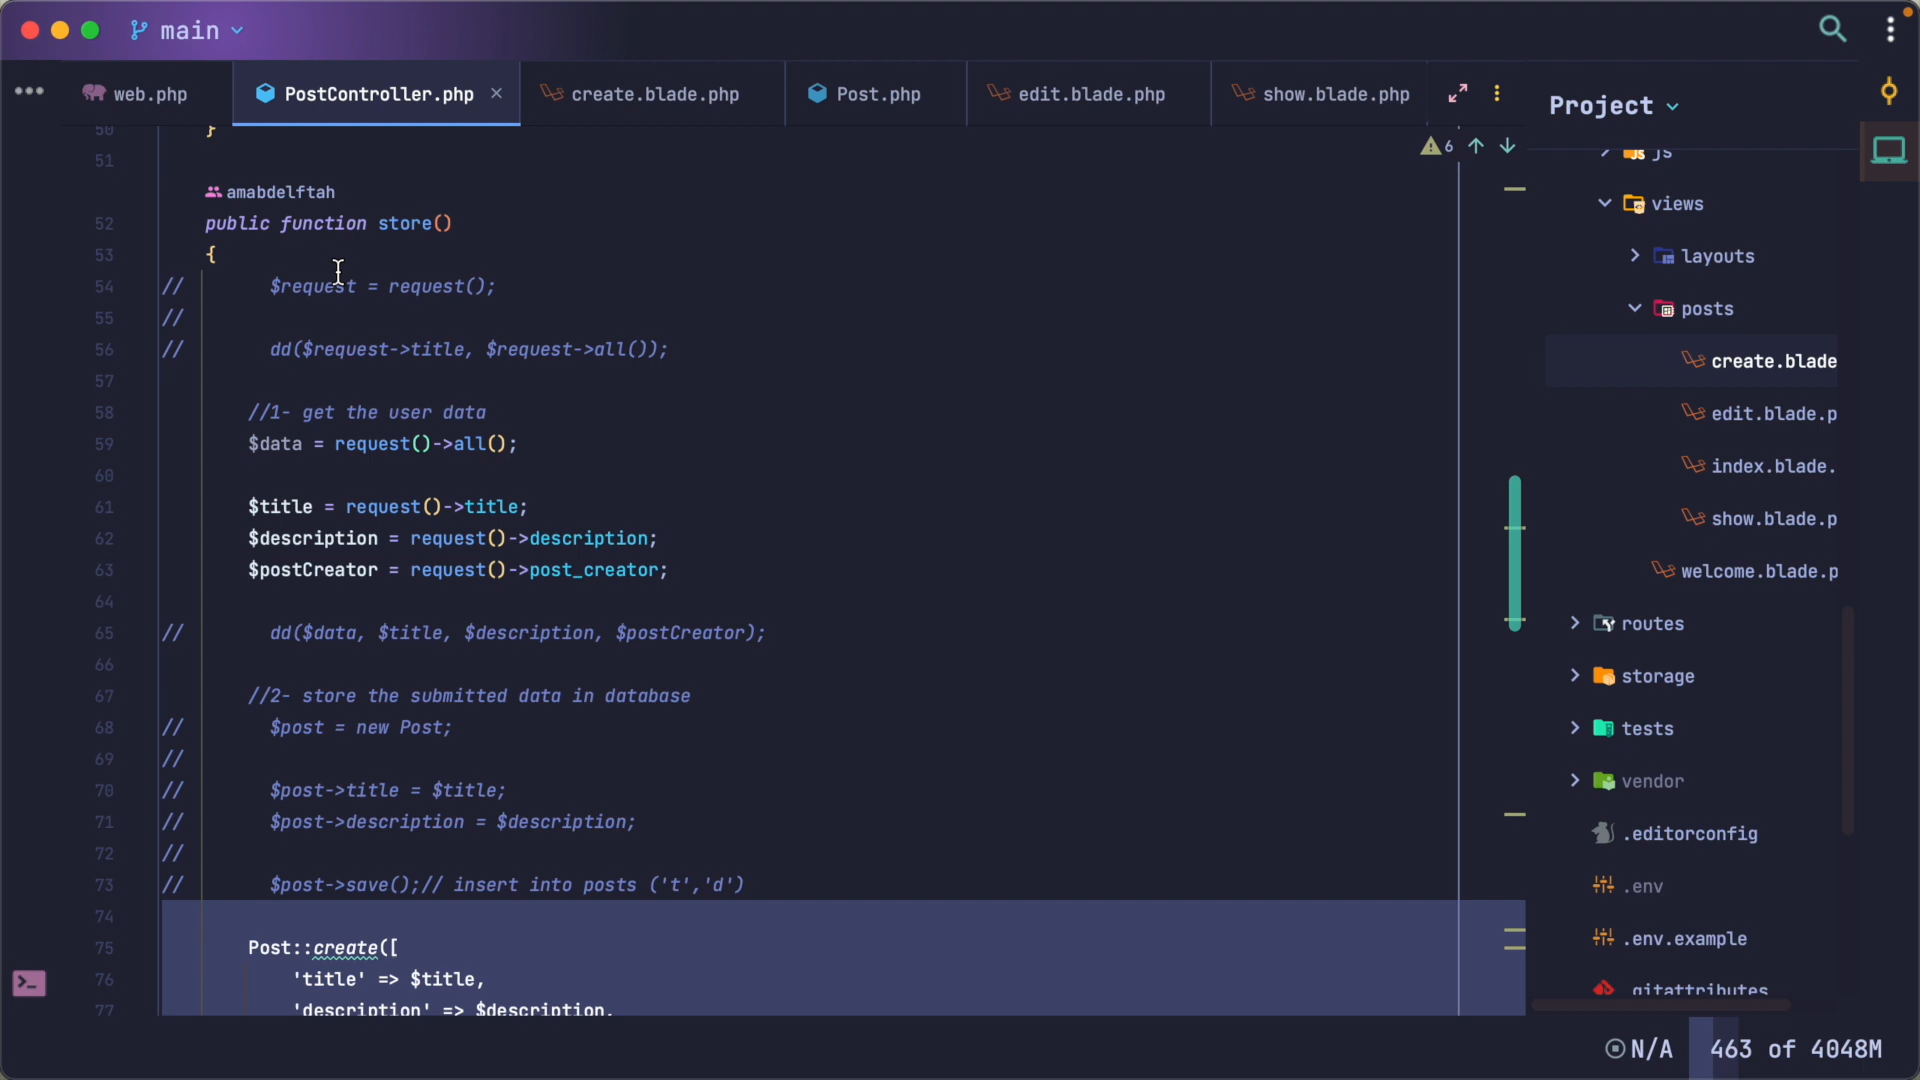 main
web.php
PostController.php
create.blade.php
Post.php
edit.blade.php
show.blade.php
Project
6
50 }
51
amabdelftah
52 public function store()
53 {
54 // $request = request();
55 //
56 // dd($request->title, $request->all());
57
58 //1- get the user data
59 $data = request()->all();
60
61 $title = request()->title;
62 $description = request()->description;
63 $postCreator = request()->post_creator;
64
65 // dd($data, $title, $description, $postCreator);
66
67 //2- store the submitted data in database
68 // $post = new Post;
69 //
70 // $post->title = $title;
71 // $post->description = $description;
72 //
73 // $post->save();// insert into posts ('t','d')
74
75 Post::create([
76 'title' => $title,
77 'description' => $description,
js
views
layouts
posts
create.blade
edit.blade.p
index.blade.
show.blade.p
welcome.blade.p
routes
storage
tests
vendor
.editorconfig
.env
.env.example
.gitattributes
N/A
463 of 4048M